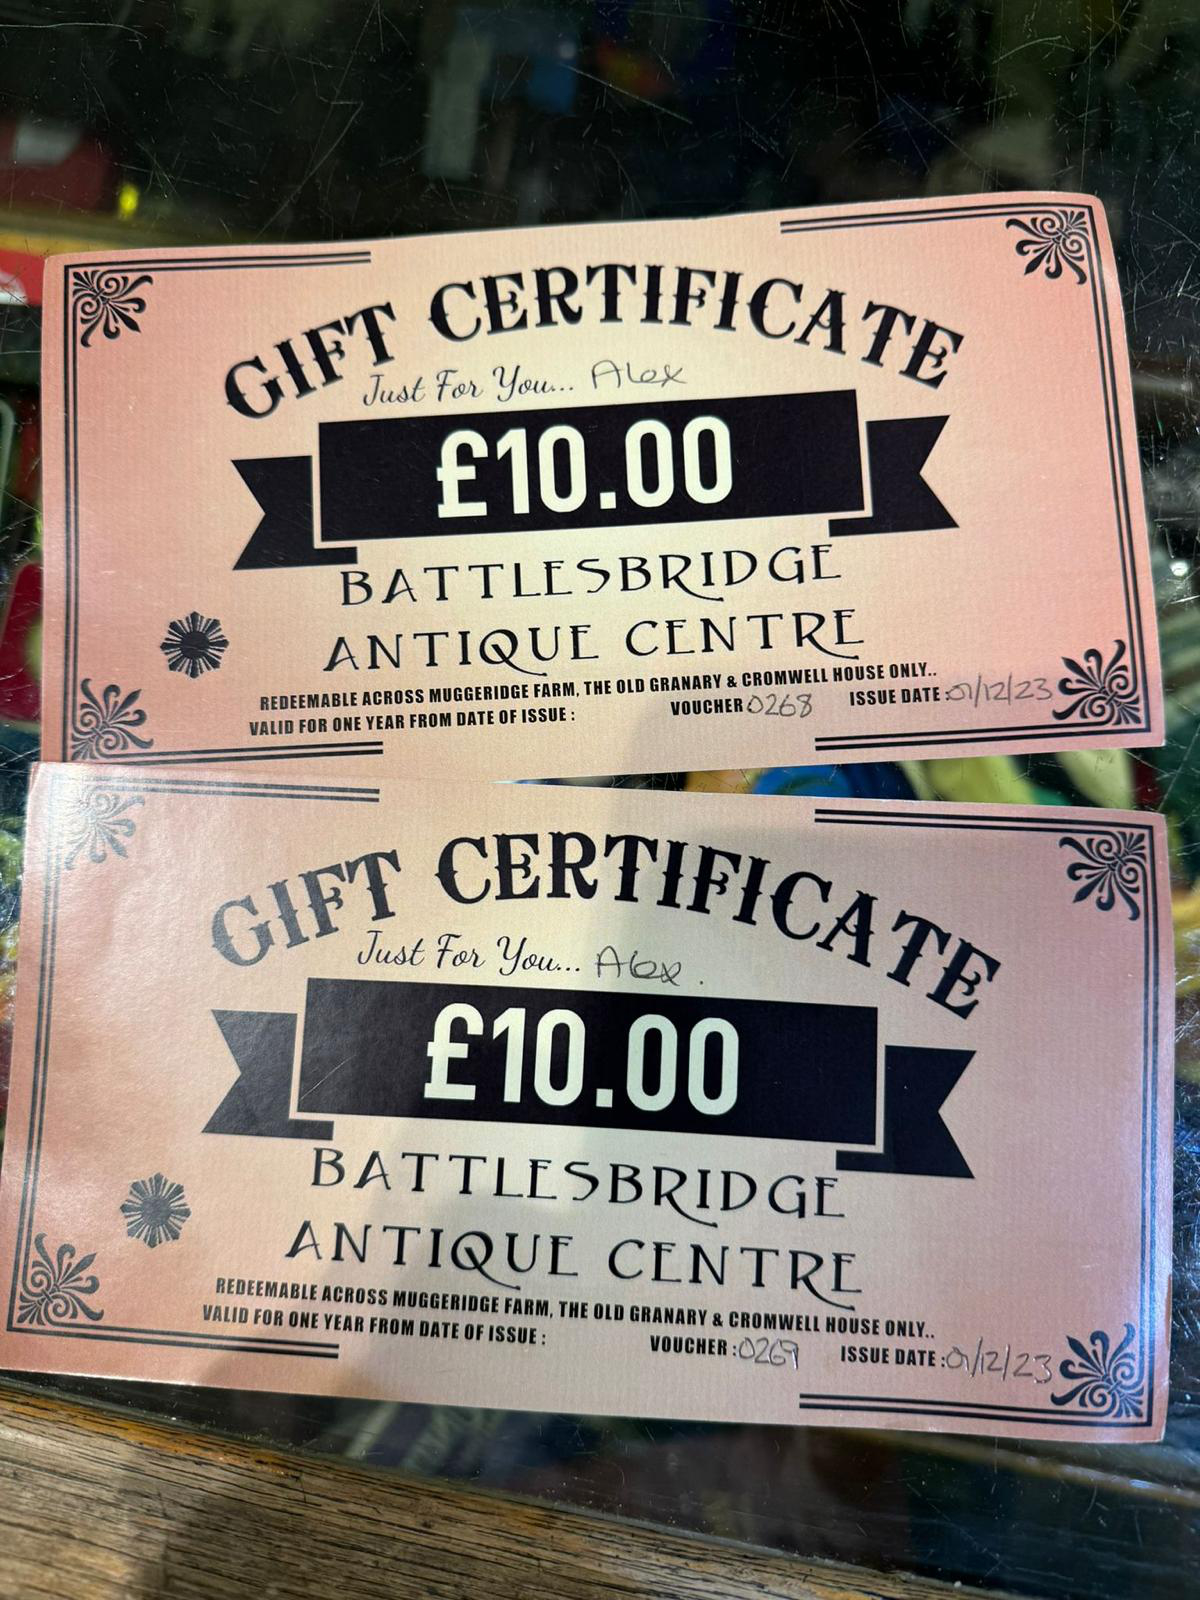 GIFT CERTIFICATE
Just For You... Alex
£10.00
BATTLESBRIDGE
ANTIQUE CENTRE
REDEEMABLE ACROSS MUGGERIDGE FARM, THE OLD GRANARY & CROMWELL HOUSE ONLY..
VALID FOR ONE YEAR FROM DATE OF ISSUE : VOUCHER 0268 ISSUE DATE : 01/12/23
GIFT CERTIFICATE
Just For You... Alex.
£10.00
BATTLESBRIDGE
ANTIQUE CENTRE
REDEEMABLE ACROSS MUGGERIDGE FARM, THE OLD GRANARY & CROMWELL HOUSE ONLY..
VALID FOR ONE YEAR FROM DATE OF ISSUE : VOUCHER : 0269 ISSUE DATE : 01/12/23